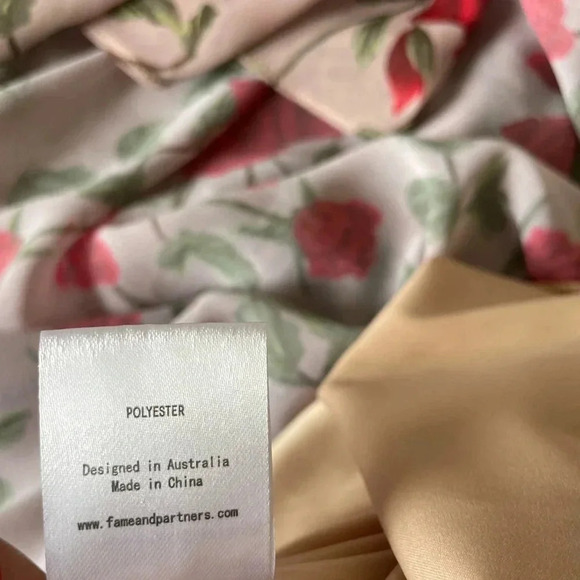 POLYESTER
Designed in Australia
Made in China
www.fameandpartners.com